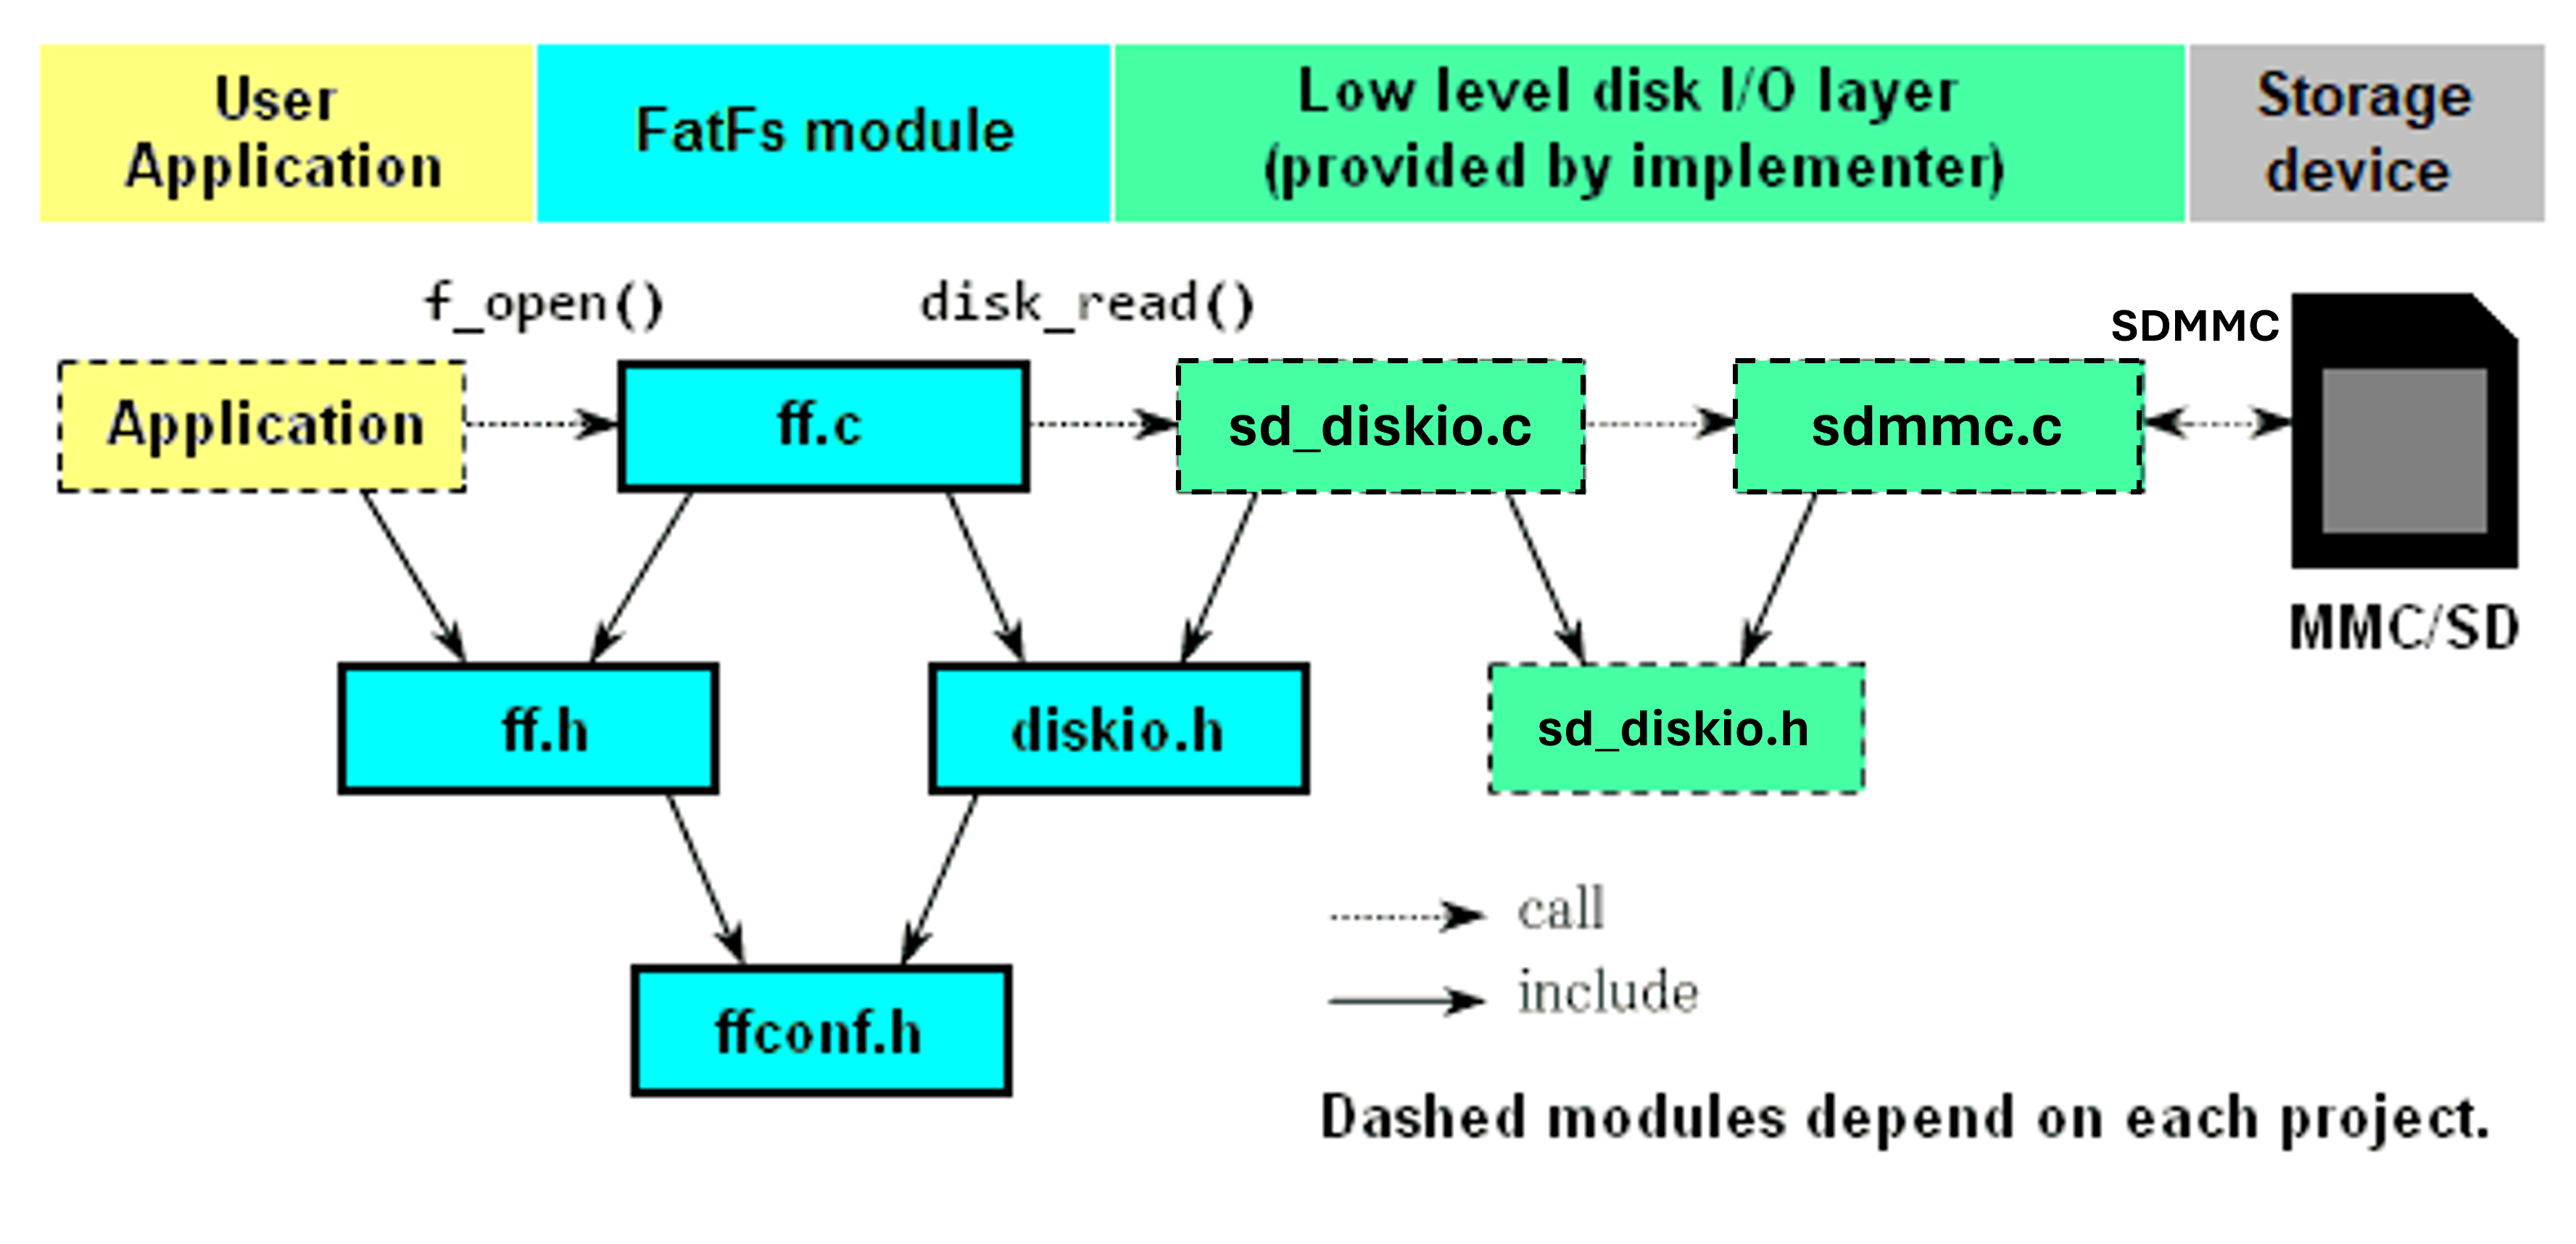 User
Application
FatFs module
Low level disk I/O layer
(provided by implementer)
Storage
device
f_open()
disk_read()
SDMMC
Application
ff.c
sd_diskio.c
sdmmc.c
MMC/SD
ff.h
diskio.h
sd_diskio.h
call
include
ffconf.h
Dashed modules depend on each project.